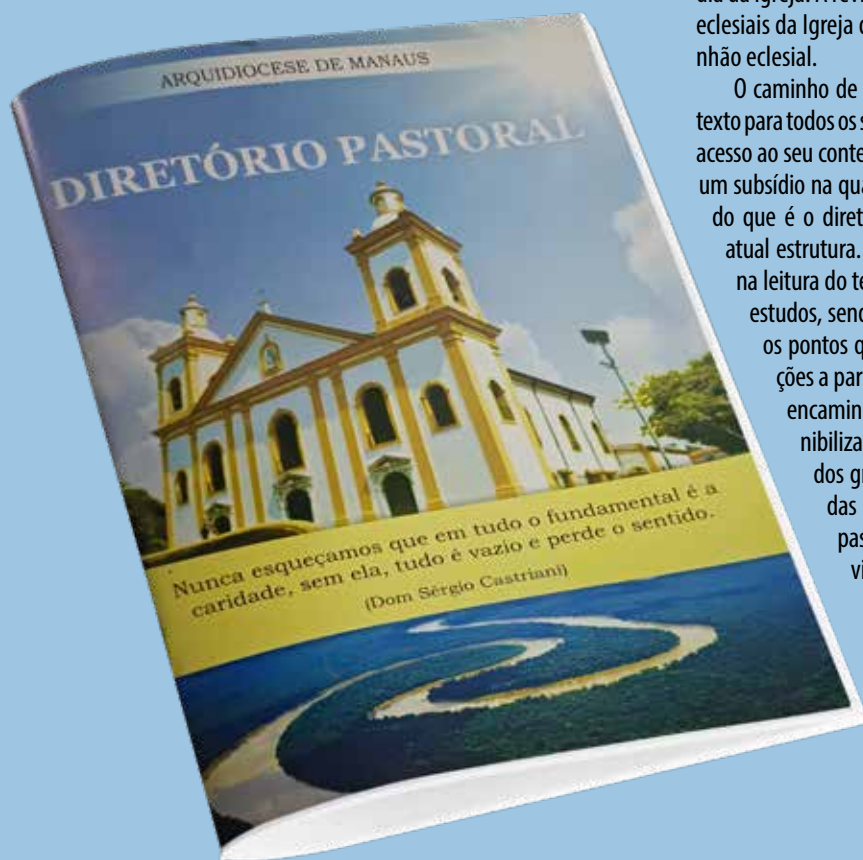 ARQUIDIOCESE DE MANAUS
DIRETÓRIO PASTORAL
Nunca esqueçamos que em tudo o fundamental é a
caridade, sem ela, tudo é vazio e perde o sentido.
(Dom Sérgio Castriani)
eclesiais da Igreja
nhão eclesial.
O caminho de
texto para todos os
acesso ao seu conte
um subsídio na qua
do que é o diret
atual estrutura.
na leitura do te
estudos, senc
os pontos q
ções a par
encamin
nibiliza
dos gr
das
pas
vi